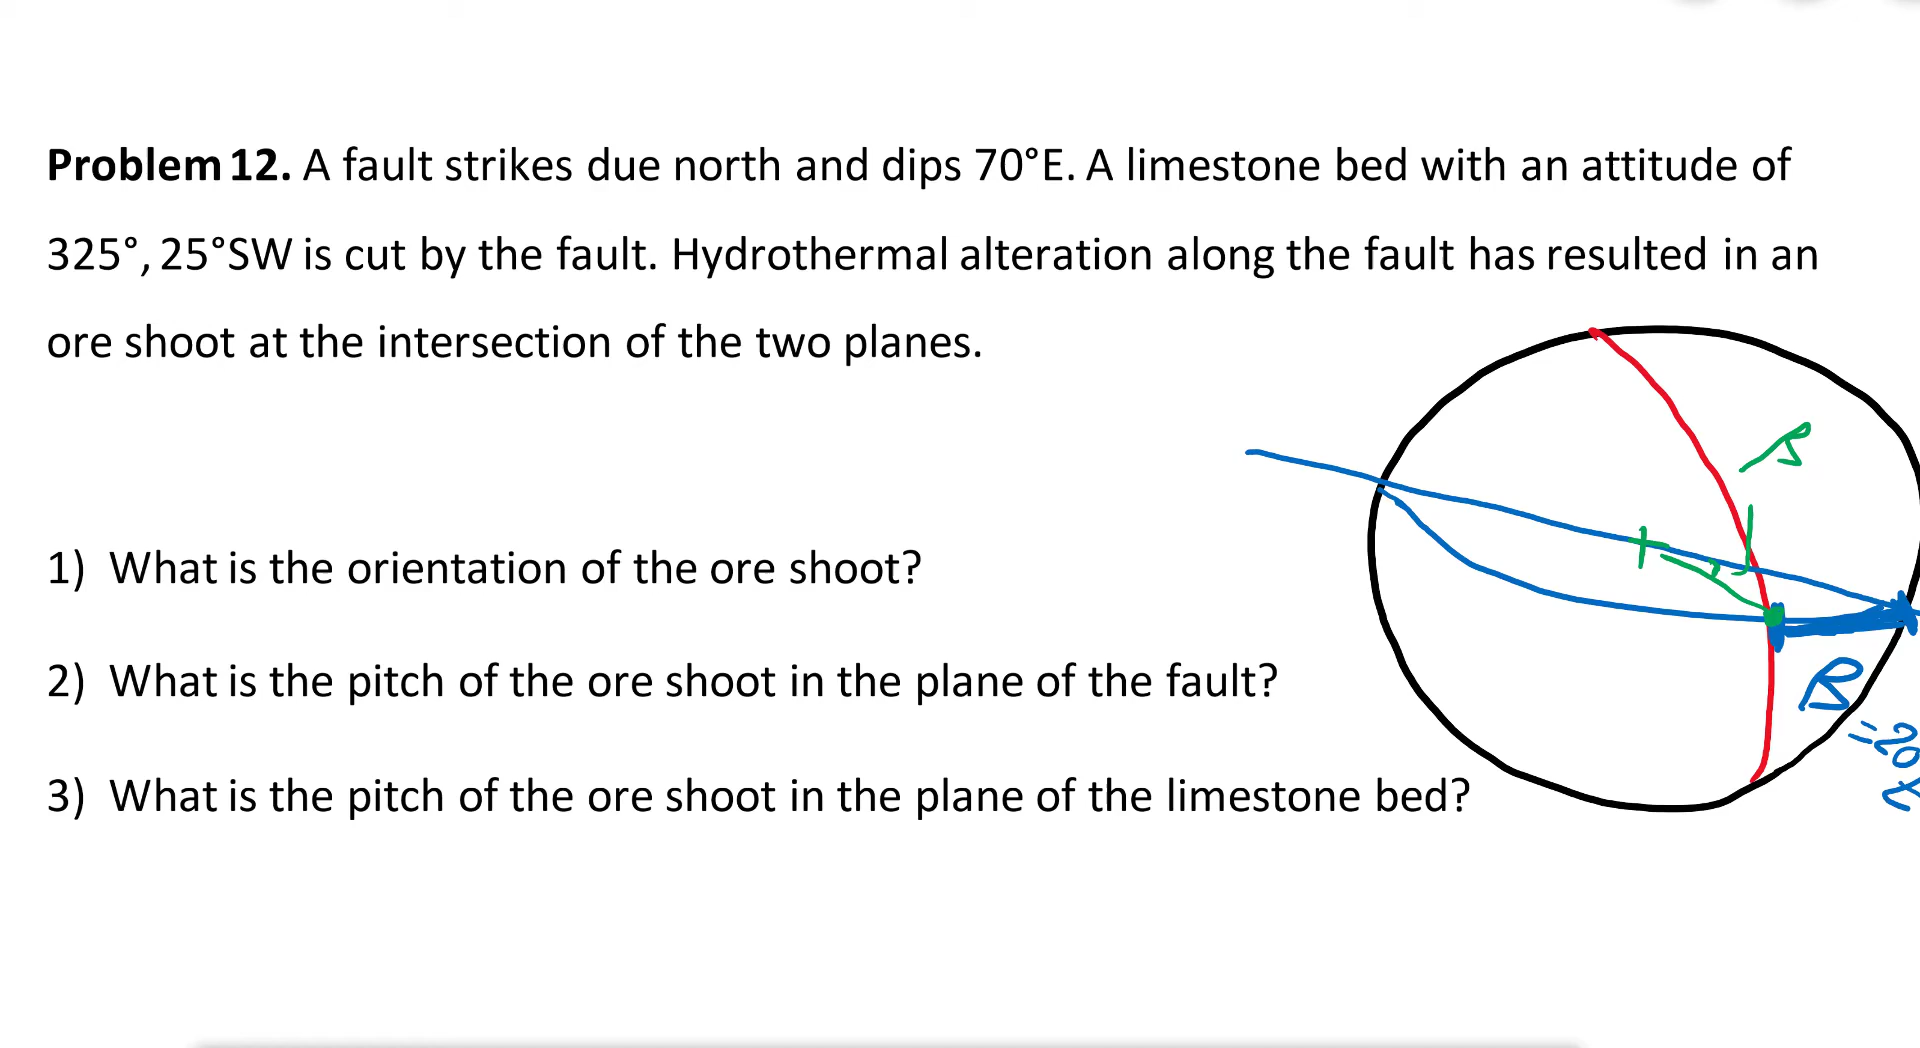 Problem 12. A fault strikes due north and dips 70°E. A limestone bed with an attitude of
325°, 25°SW is cut by the fault. Hydrothermal alteration along the fault has resulted in an
ore shoot at the intersection of the two planes.
1) What is the orientation of the ore shoot?
2) What is the pitch of the ore shoot in the plane of the fault?
3) What is the pitch of the ore shoot in the plane of the limestone bed?
R
=20